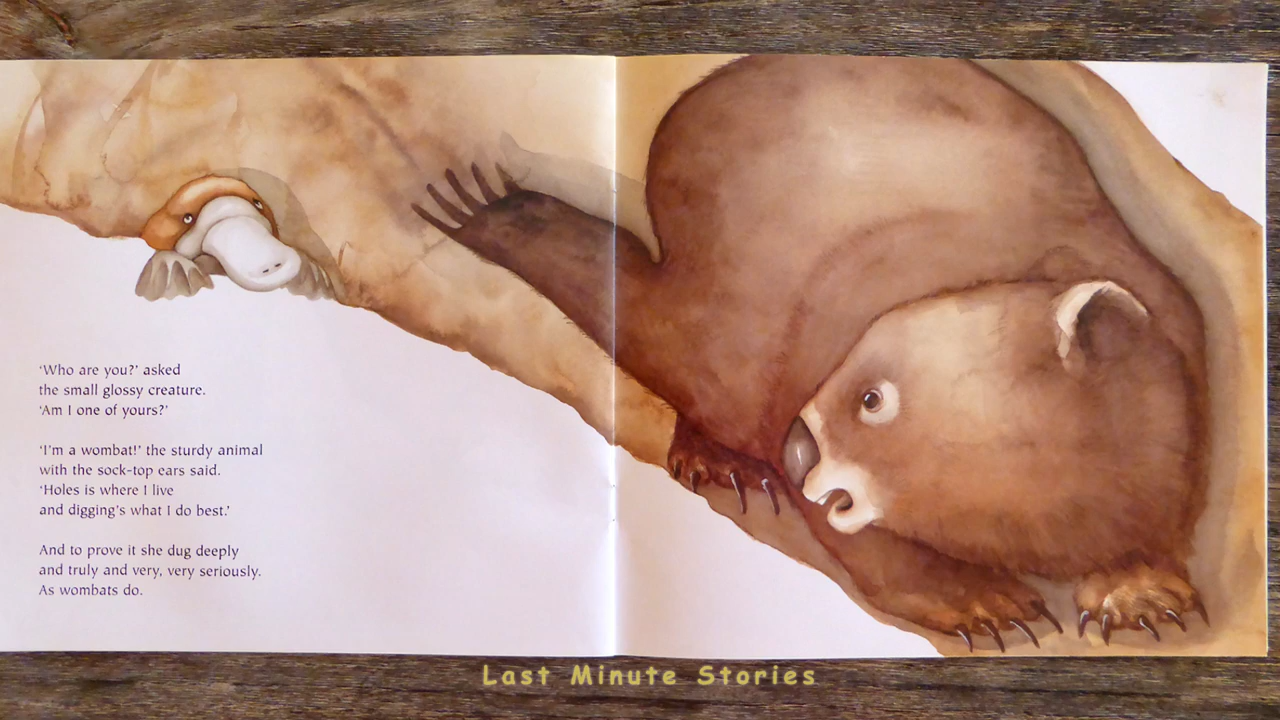 ‘Who are you?’ asked
the small glossy creature.
‘Am I one of yours?’
‘I’m a wombat!’ the sturdy animal
with the sock-top ears said.
‘Holes is where I live
and digging’s what I do best.’
And to prove it she dug deeply
and truly and very, very seriously.
As wombats do.
Last Minute Stories